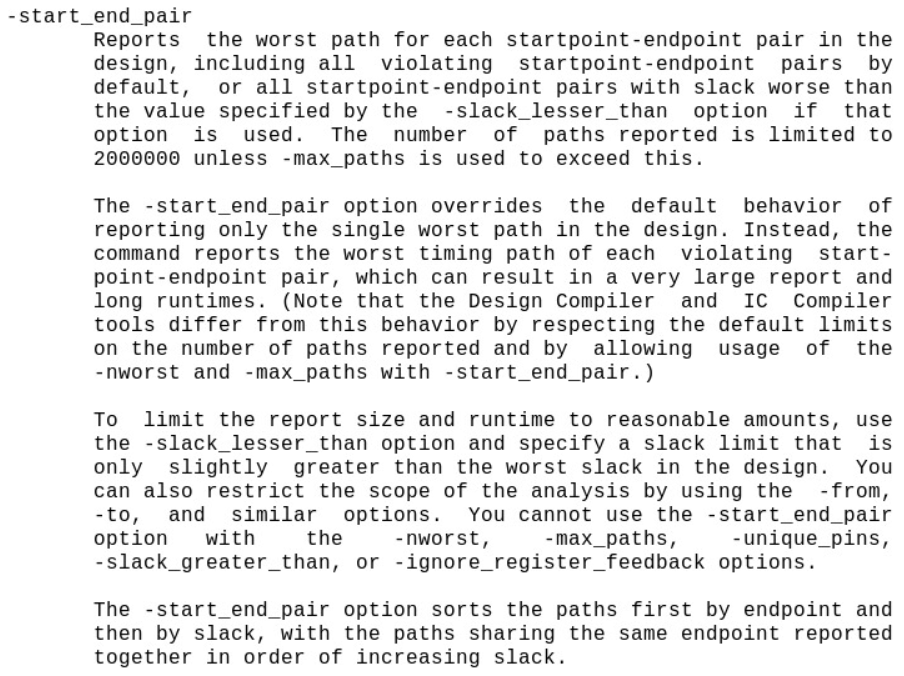 -start_end_pair
Reports the worst path for each startpoint-endpoint pair in the
design, including all violating startpoint-endpoint pairs by
default, or all startpoint-endpoint pairs with slack worse than
the value specified by the -slack_lesser_than option if that
option is used. The number of paths reported is limited to
2000000 unless -max_paths is used to exceed this.

The -start_end_pair option overrides the default behavior of
reporting only the single worst path in the design. Instead, the
command reports the worst timing path of each violating start-
point-endpoint pair, which can result in a very large report and
long runtimes. (Note that the Design Compiler and IC Compiler
tools differ from this behavior by respecting the default limits
on the number of paths reported and by allowing usage of the
-nworst and -max_paths with -start_end_pair.)

To limit the report size and runtime to reasonable amounts, use
the -slack_lesser_than option and specify a slack limit that is
only slightly greater than the worst slack in the design. You
can also restrict the scope of the analysis by using the -from,
-to, and similar options. You cannot use the -start_end_pair
option with the -nworst, -max_paths, -unique_pins,
-slack_greater_than, or -ignore_register_feedback options.

The -start_end_pair option sorts the paths first by endpoint and
then by slack, with the paths sharing the same endpoint reported
together in order of increasing slack.